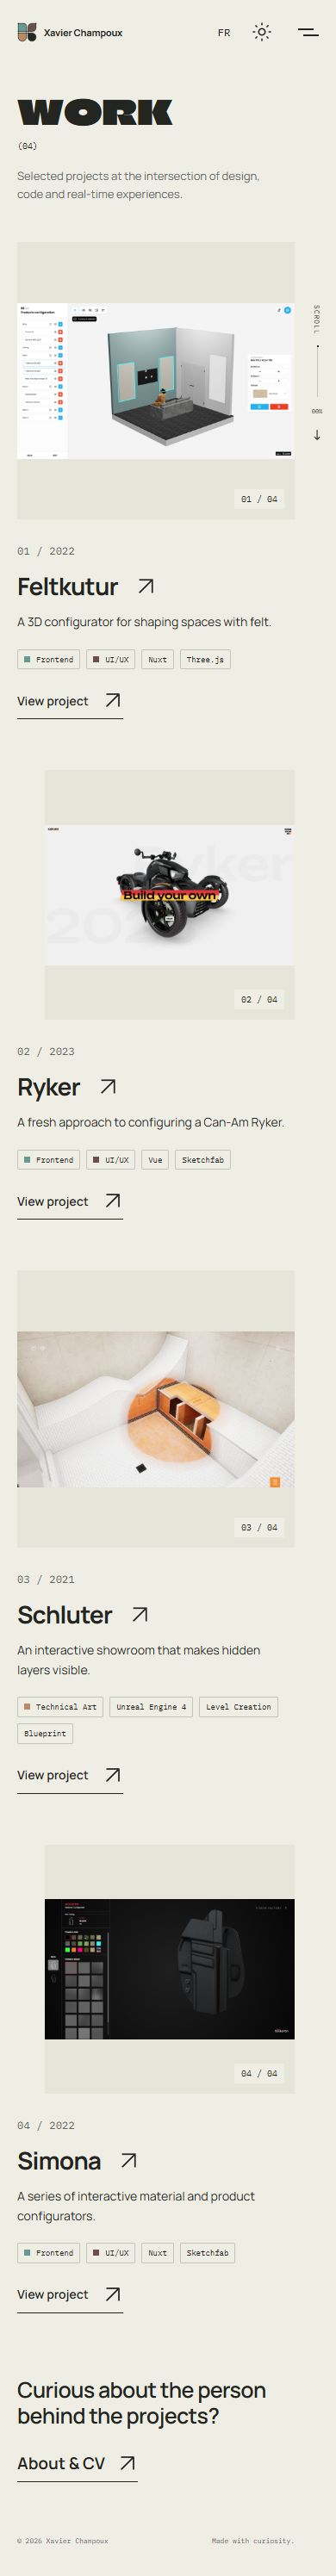 Xavier Champoux
FR
WORK
(04)
Selected projects at the intersection of design,
code and real-time experiences.
SCROLL
00%
01 / 04
01 / 2022
Feltkutur
A 3D configurator for shaping spaces with felt.
Frontend
UI/UX
Nuxt
Three.js
View project
Build your own
02 / 04
02 / 2023
Ryker
A fresh approach to configuring a Can-Am Ryker.
Frontend
UI/UX
Vue
Sketchfab
View project
03 / 04
03 / 2021
Schluter
An interactive showroom that makes hidden
layers visible.
Technical Art
Unreal Engine 4
Level Creation
Blueprint
View project
04 / 04
04 / 2022
Simona
A series of interactive material and product
configurators.
Frontend
UI/UX
Nuxt
Sketchfab
View project
Curious about the person
behind the projects?
About & CV
© 2026 Xavier Champoux
Made with curiosity.